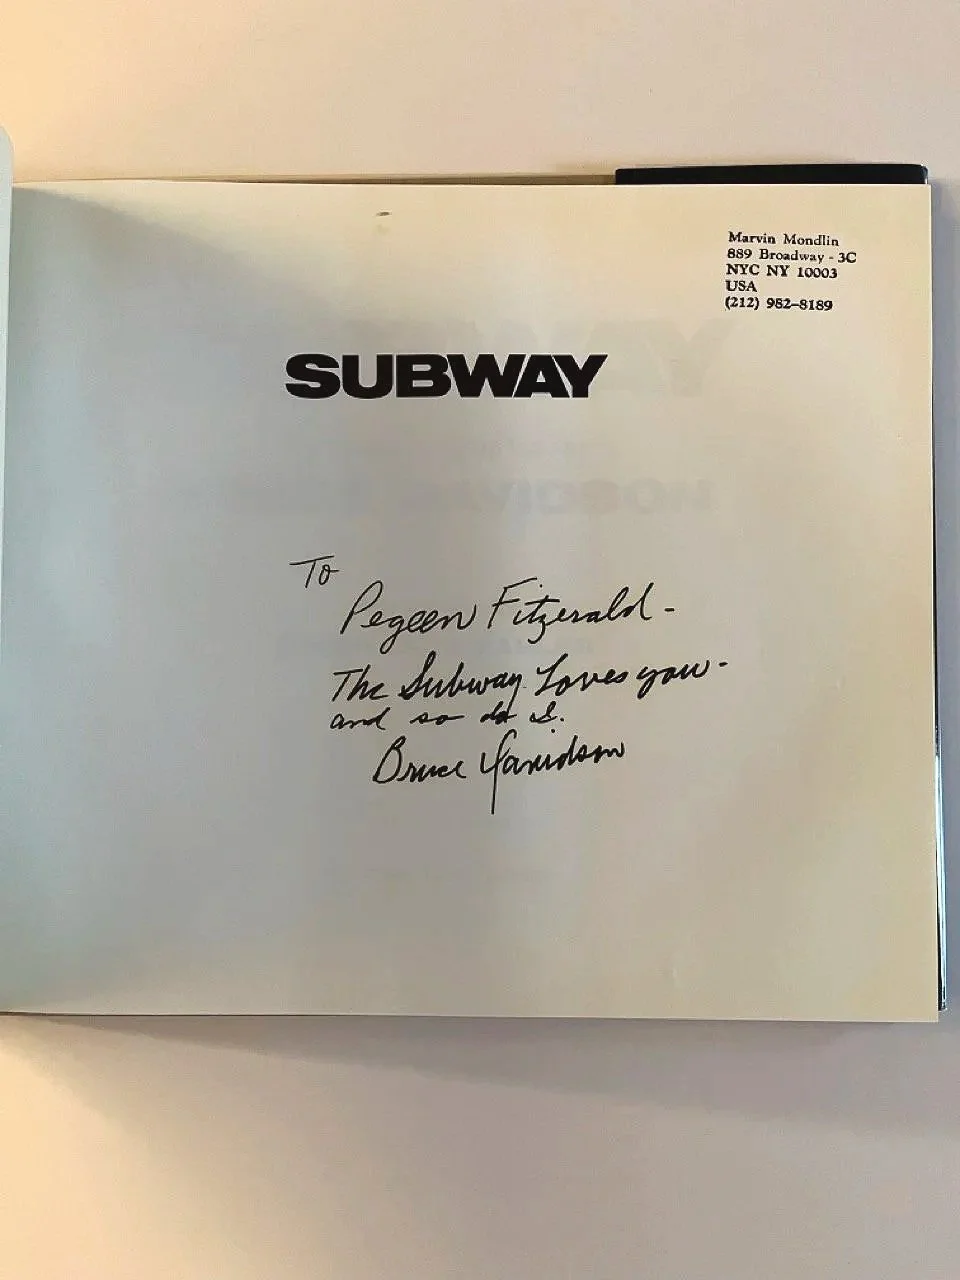 Marvin Mondlin
889 Broadway - 3C
NYC NY 10003
USA
(212) 982-8189
SUBWAY
To
Pegeen Fitzerald -
The Subway Loves you -
and so do I.
Bruce Davidson